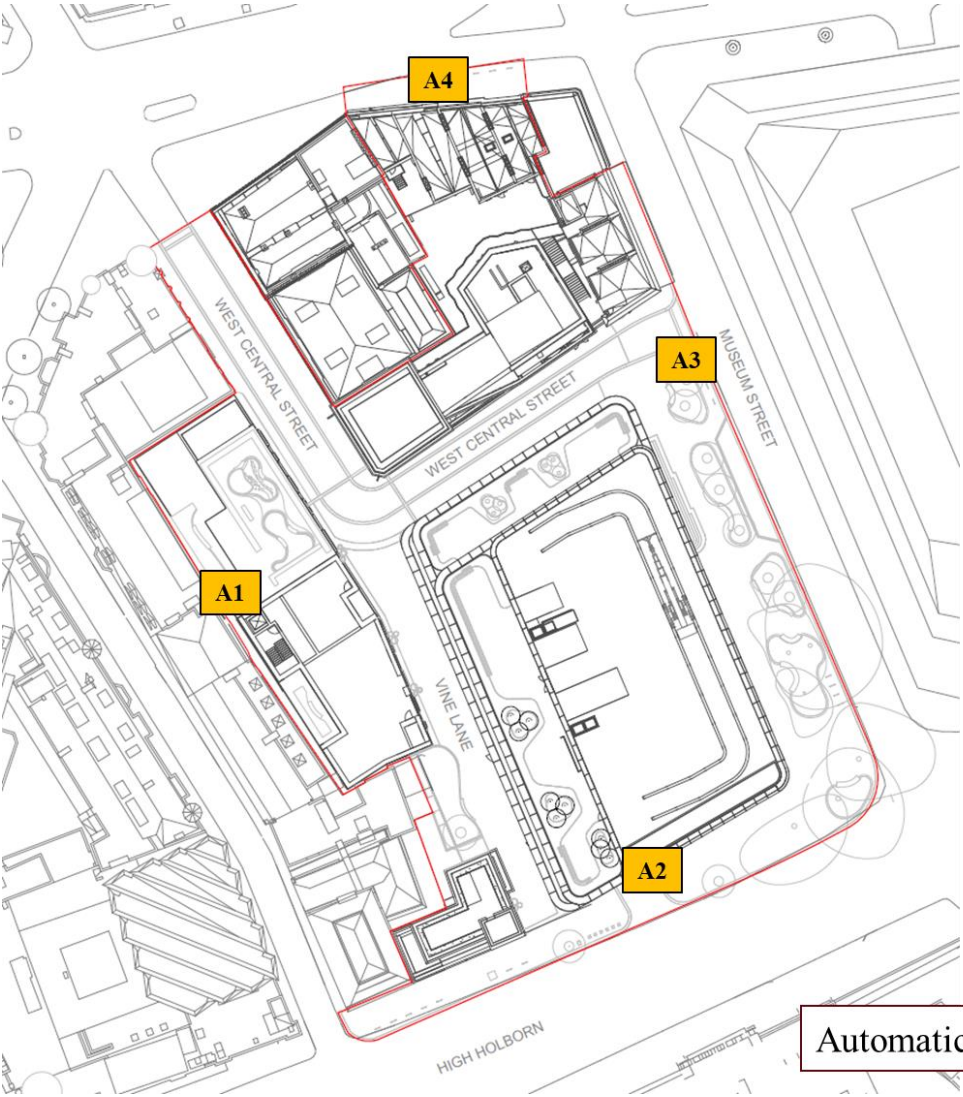 A4
WEST CENTRAL STREET
A3
MUSEUM STREET
WEST CENTRAL STREET
A1
VINE LANE
A2
Automatic
HIGH HOLBORN